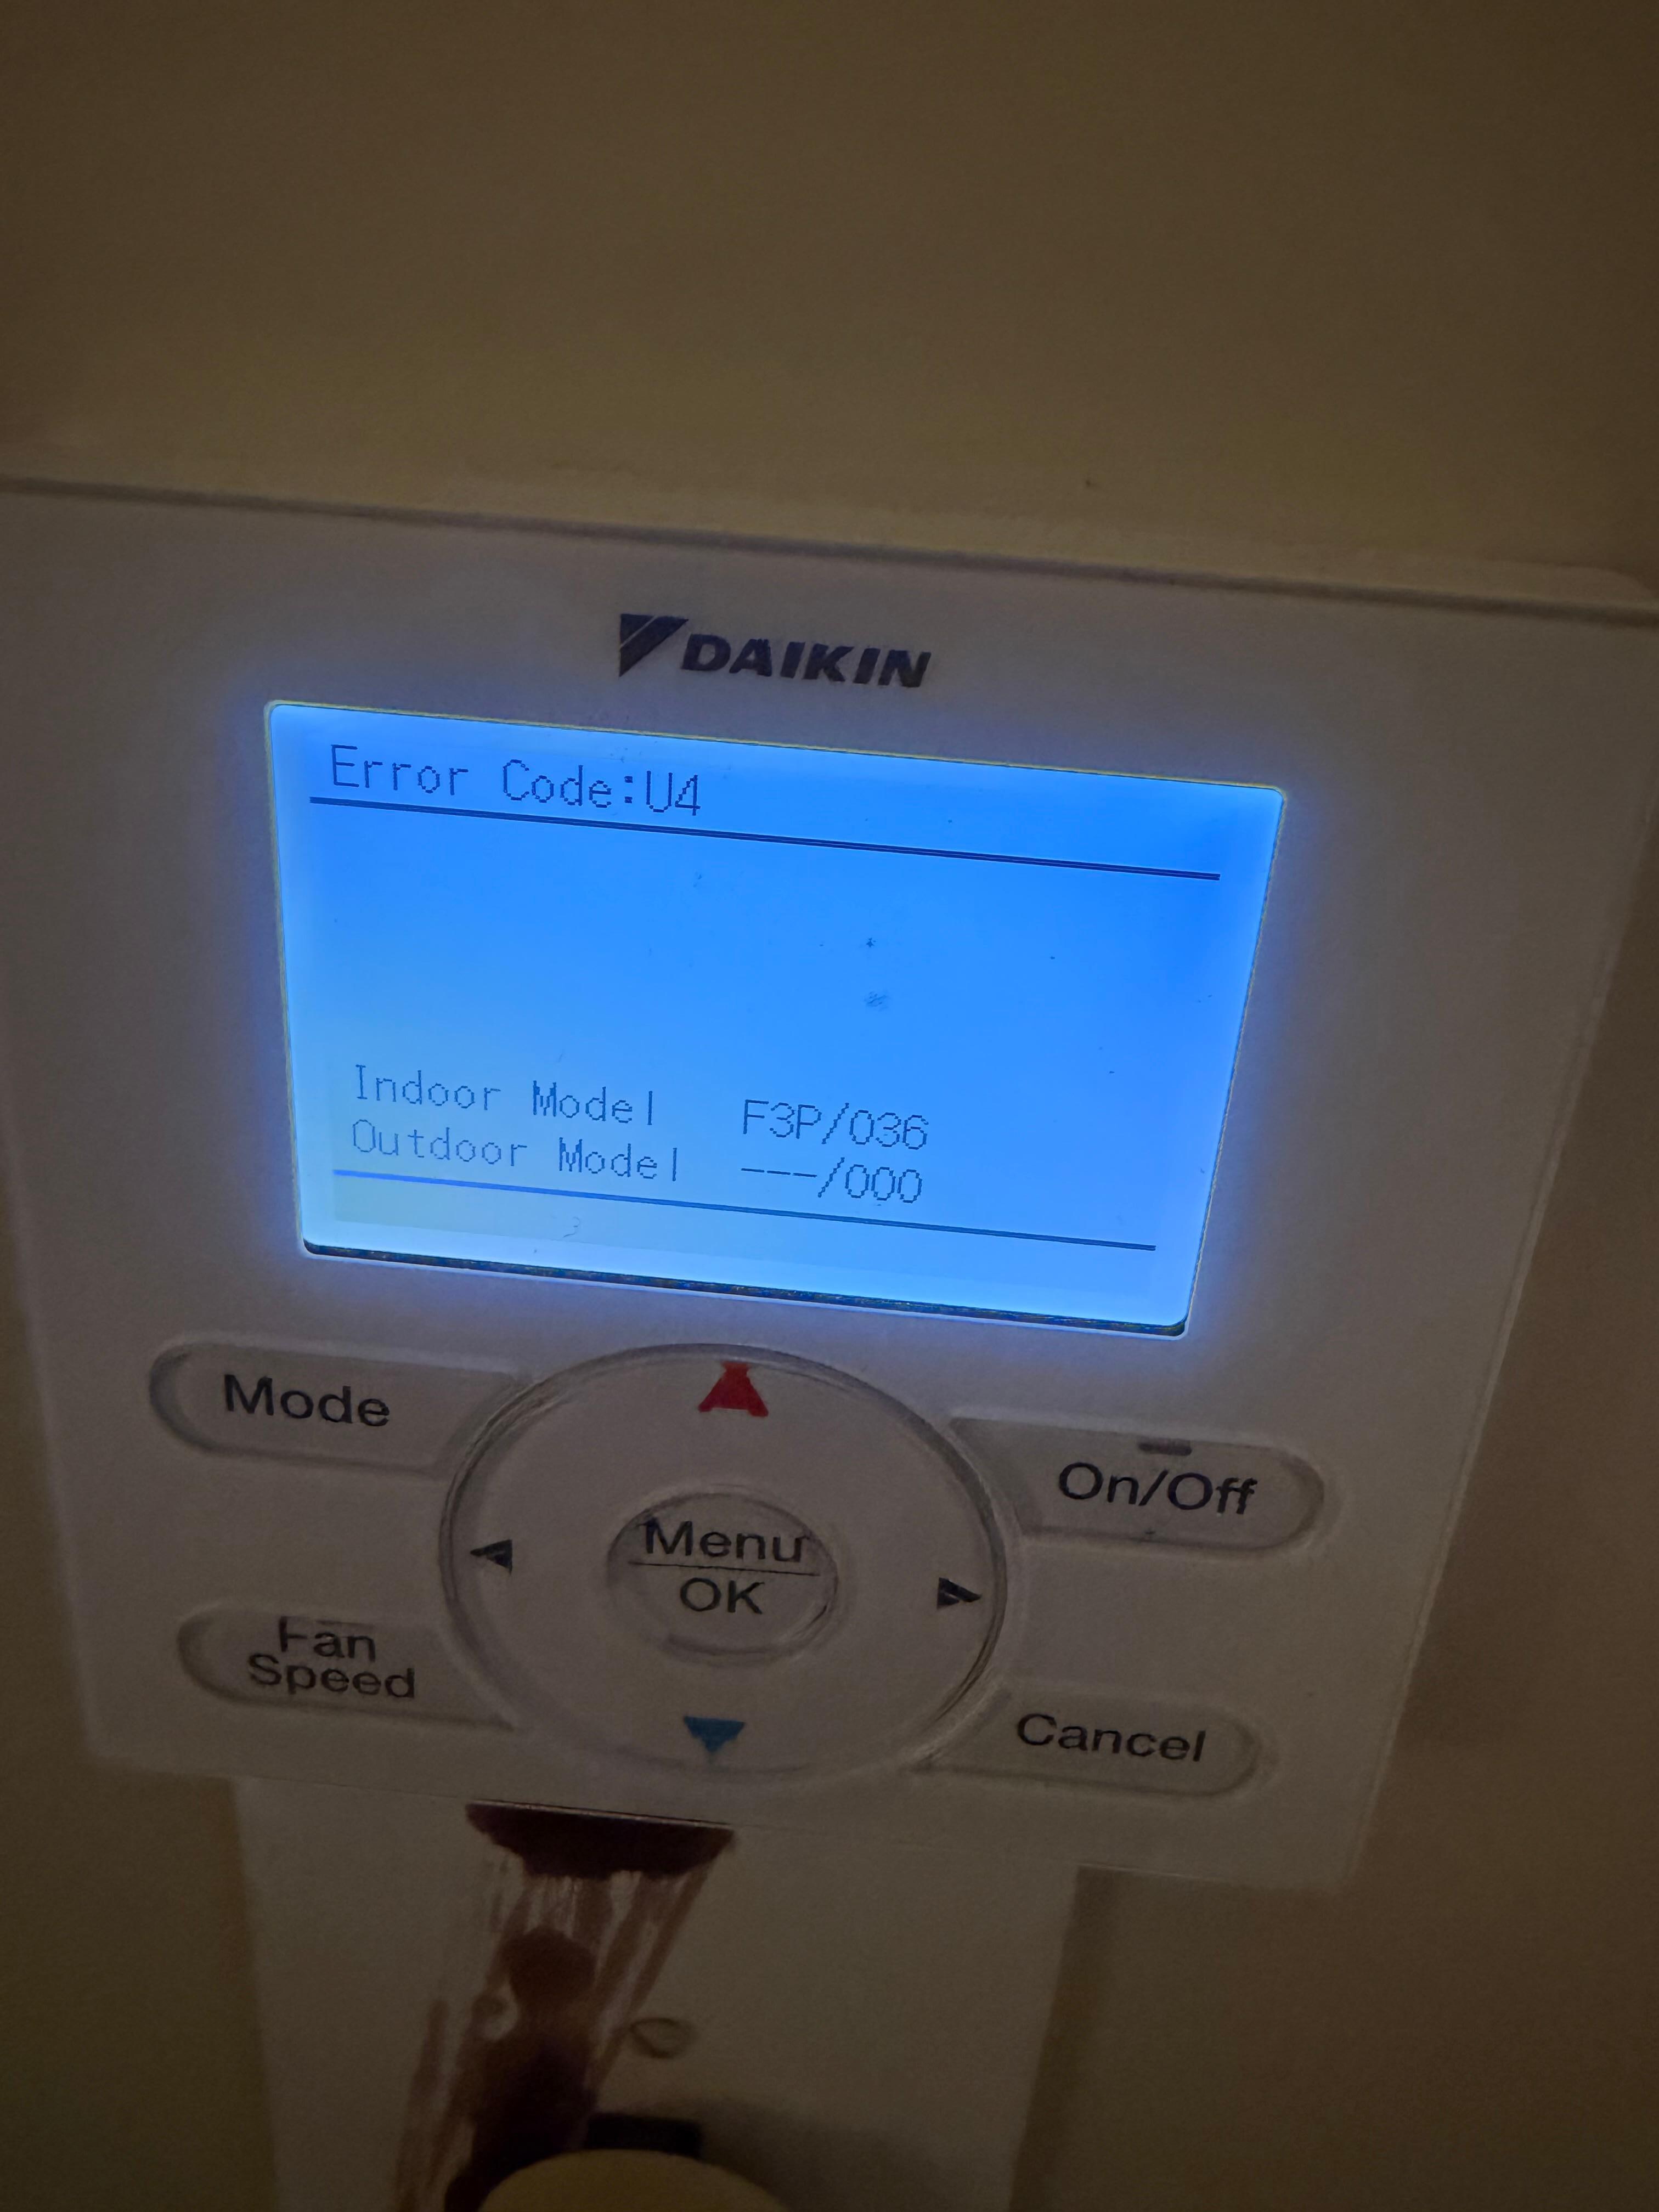 DAIKIN
Error Code:U4
Indoor Model F3P/036
Outdoor Model ---/000
Mode
On/Off
Menu
OK
Fan
Speed
Cancel